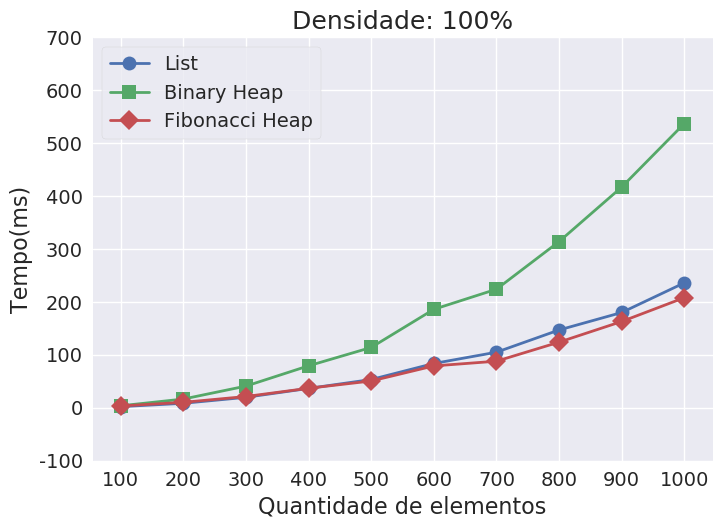 Densidade: 100%
700
600
500
400
300
200
100
0
-100
Tempo(ms)
List
Binary Heap
Fibonacci Heap
100 200 300 400 500 600 700 800 900 1000
Quantidade de elementos